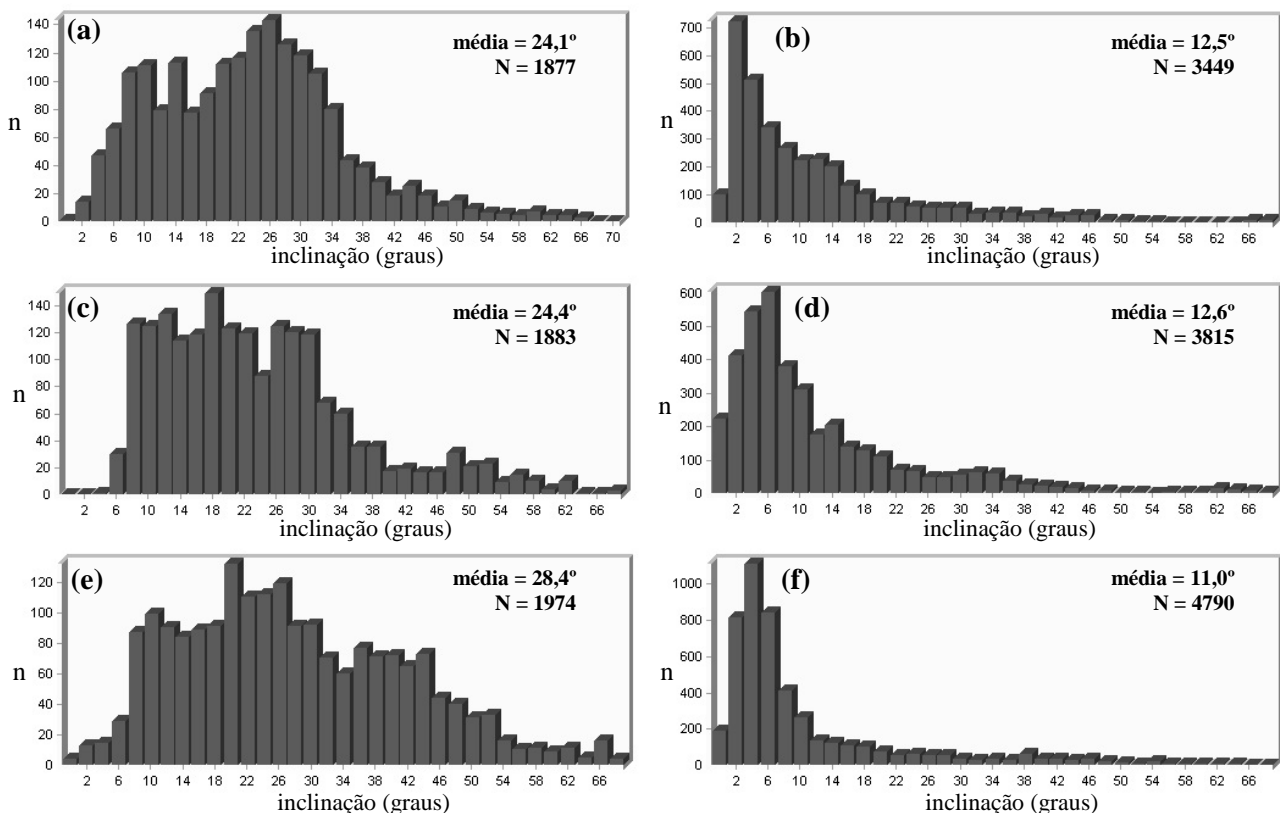 (a)
média = 24,1º
N = 1877
n
140
120
100
80
60
40
20
0
2 6 10 14 18 22 26 30 34 38 42 46 50 54 58 62 66 70
inclinação (graus)
(b)
média = 12,5º
N = 3449
700
600
500
400
300
200
100
0
2 6 10 14 18 22 26 30 34 38 42 46 50 54 58 62 66
n
inclinação (graus)
(c)
média = 24,4º
N = 1883
n
140
120
100
80
60
40
20
0
2 6 10 14 18 22 26 30 34 38 42 46 50 54 58 62 66
inclinação (graus)
(d)
média = 12,6º
N = 3815
n
600
500
400
300
200
100
0
2 6 10 14 18 22 26 30 34 38 42 46 50 54 58 62 66
inclinação (graus)
(e)
média = 28,4º
N = 1974
n
120
100
80
60
40
20
0
2 6 10 14 18 22 26 30 34 38 42 46 50 54 58 62 66
inclinação (graus)
(f)
média = 11,0º
N = 4790
n
1000
800
600
400
200
0
2 6 10 14 18 22 26 30 34 38 42 46 50 54 58 62 66
inclinação (graus)